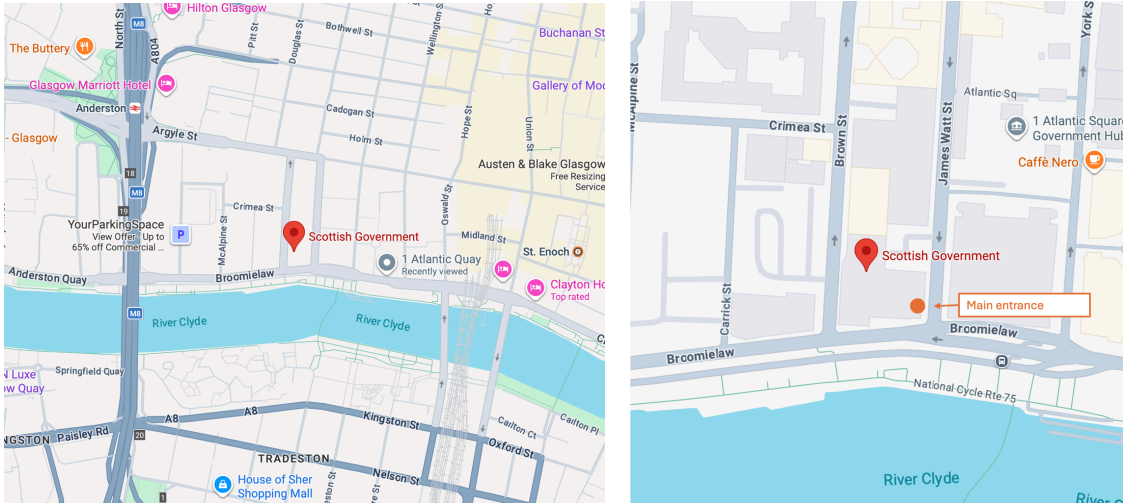 Hilton Glasgow
North St
M8
A804
Pitt St
Douglas St
Bothwell St
Wellington St
Ho
Buchanan St
The Buttery
Glasgow Marriott Hotel
Gallery of Mod
Anderston
Cadogan St
Hope St
Union St
Argyle St
Holm St
- Glasgow
Austen & Blake Glasgow
Free Resizing
Service
18
M8
19
Crimea St
McAlpine St
Oswald St
YourParkingSpace
View Offer · Up to
65% off Commercial ...
P
Scottish Government
Midland St
St. Enoch
1 Atlantic Quay
Recently viewed
Anderston Quay
Broomielaw
Clayton Ho
Top rated
M8
River Clyde
River Clyde
Springfield Quay
N Luxe
ow Quay
A8
A8
Kingston St
Cailton Ct
Cailton Pl
NGSTON
Paisley Rd
20
Oxford St
TRADESTON
Nelson St
House of Sher
Shopping Mall
1
McAlpine St
Crimea St
Brown St
James Watt St
York S
Atlantic Sq
1 Atlantic Square
Government Hub
Caffè Nero
Scottish Government
Main entrance
Carrick St
Broomielaw
Broomielaw
National Cycle Rte 75
River Clyde
River